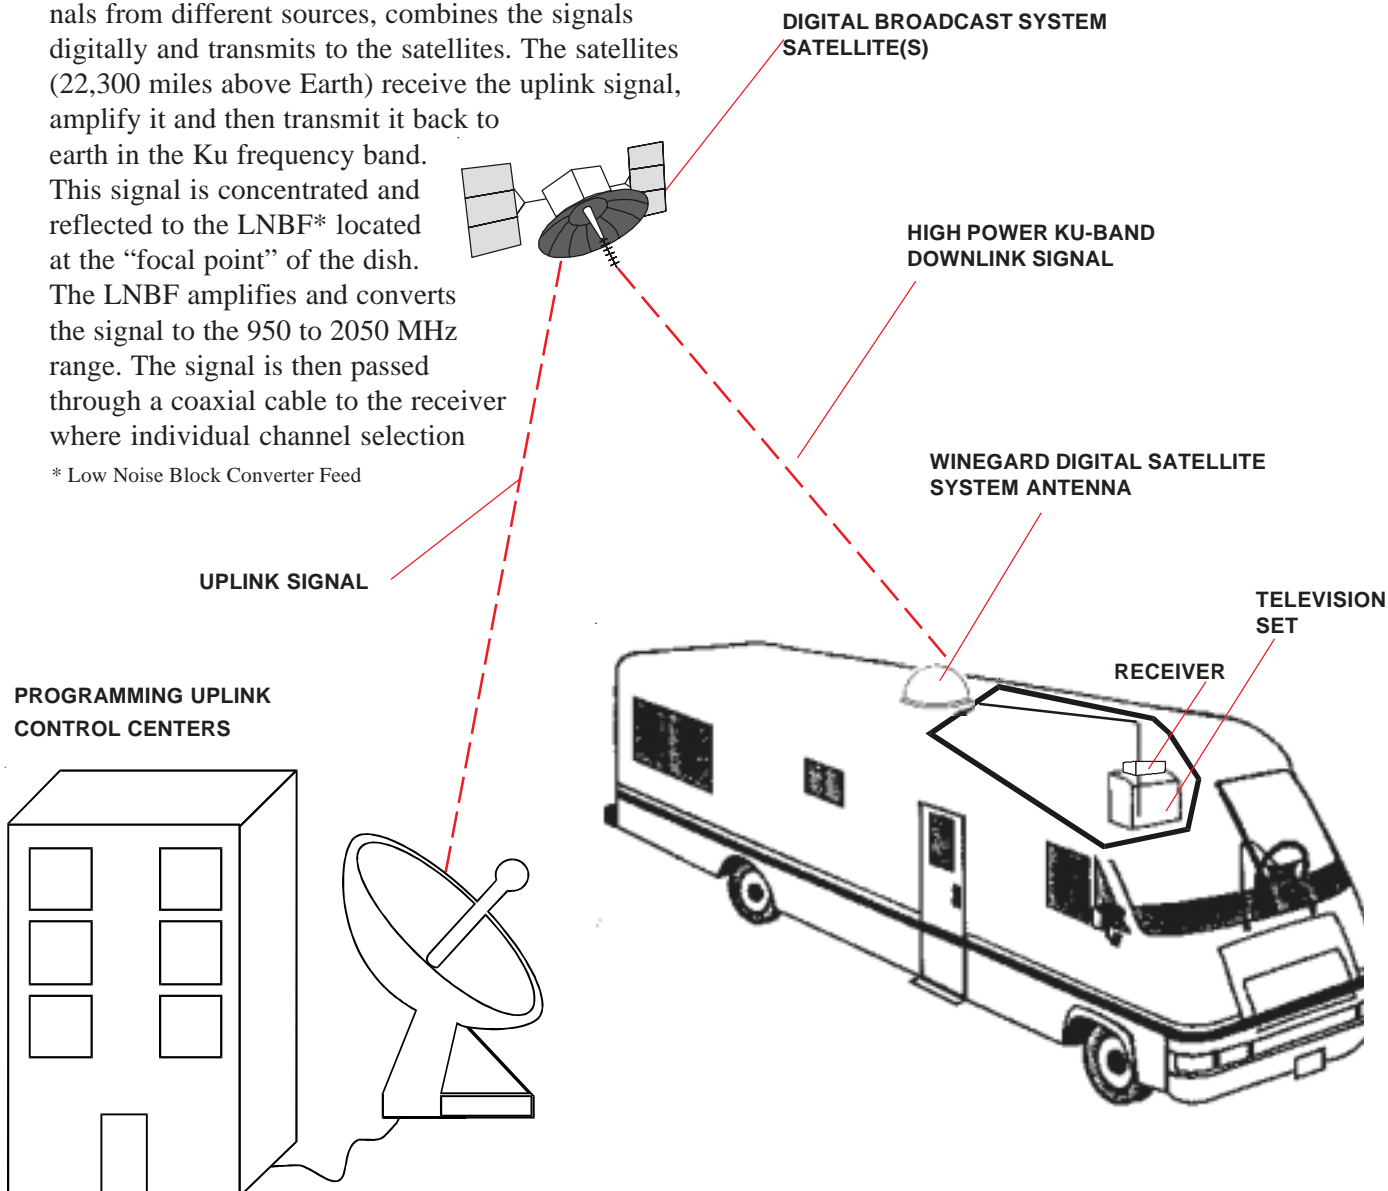 nals from different sources, combines the signals
digitally and transmits to the satellites. The satellites
(22,300 miles above Earth) receive the uplink signal,
amplify it and then transmit it back to
earth in the Ku frequency band.
This signal is concentrated and
reflected to the LNBF* located
at the “focal point” of the dish.
The LNBF amplifies and converts
the signal to the 950 to 2050 MHz
range. The signal is then passed
through a coaxial cable to the receiver
where individual channel selection
* Low Noise Block Converter Feed
DIGITAL BROADCAST SYSTEM
SATELLITE(S)
HIGH POWER KU-BAND
DOWNLINK SIGNAL
WINEGARD DIGITAL SATELLITE
SYSTEM ANTENNA
UPLINK SIGNAL
TELEVISION
SET
RECEIVER
PROGRAMMING UPLINK
CONTROL CENTERS